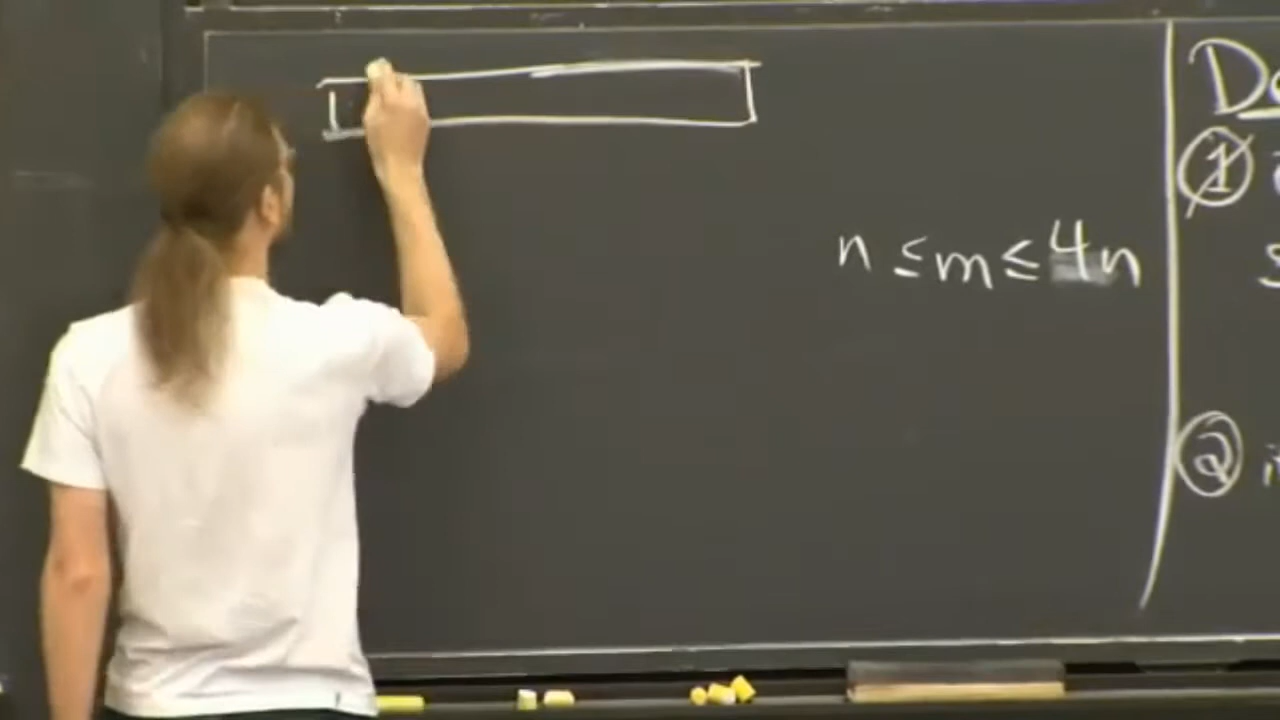 n ≤ m ≤ 4n
①
②